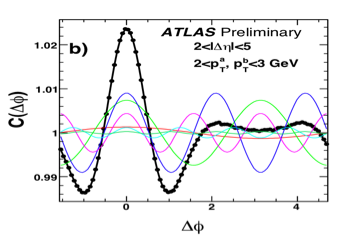 ATLAS Preliminary
b)
2<|Δη|<5
2<p_T^a, p_T^b<3 GeV
C(Δϕ)
1.02
1.01
1
0.99
0
2
4
Δϕ